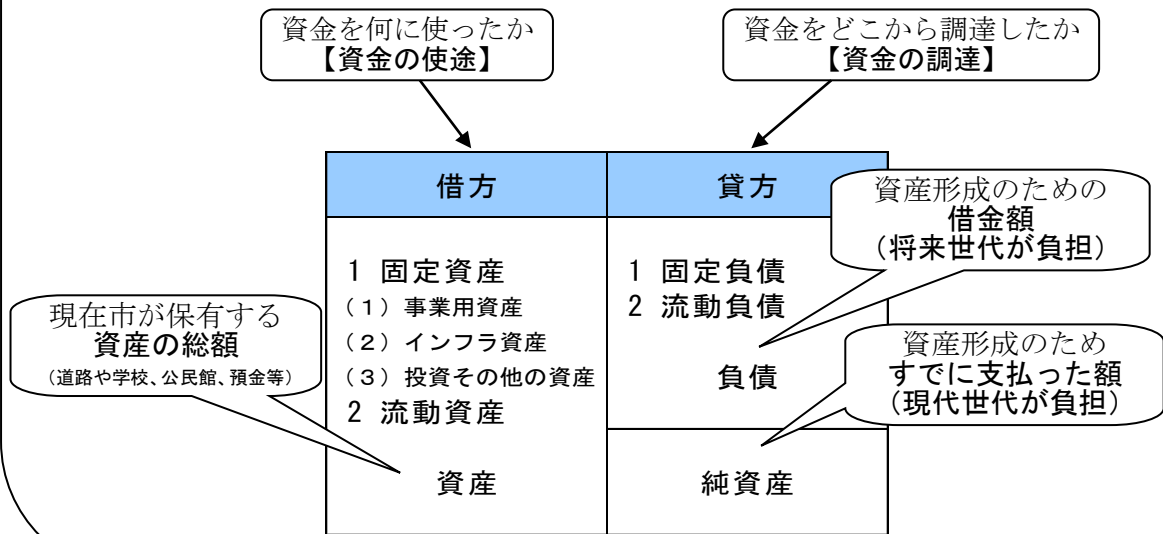 資金を何に使ったか
【資金の使途】
資金をどこから調達したか
【資金の調達】
借方
貸方
1 固定資産
（１）事業用資産
（２）インフラ資産
（３）投資その他の資産
2 流動資産
資産
1 固定負債
2 流動負債
負債
純資産
現在市が保有する
資産の総額
（道路や学校、公民館、預金等）
資産形成のための
借金額
（将来世代が負担）
資産形成のため
すでに支払った額
（現代世代が負担）